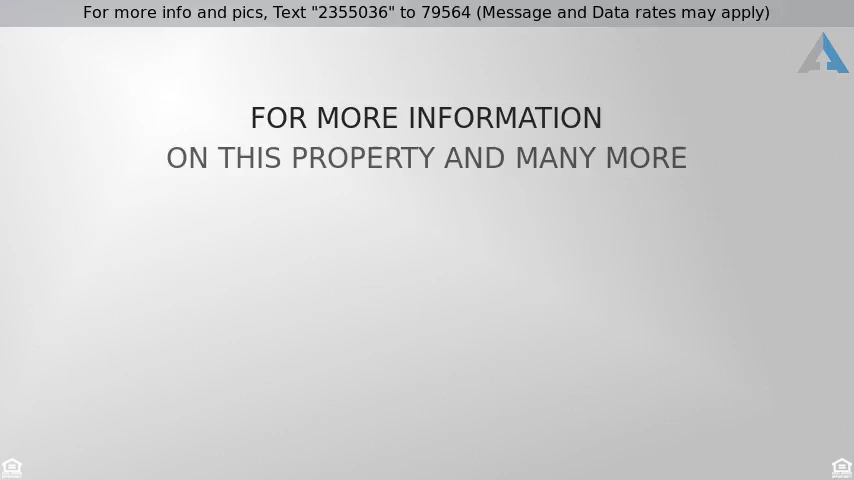 For more info and pics, Text "2355036" to 79564 (Message and Data rates may apply)
FOR MORE INFORMATION
ON THIS PROPERTY AND MANY MORE